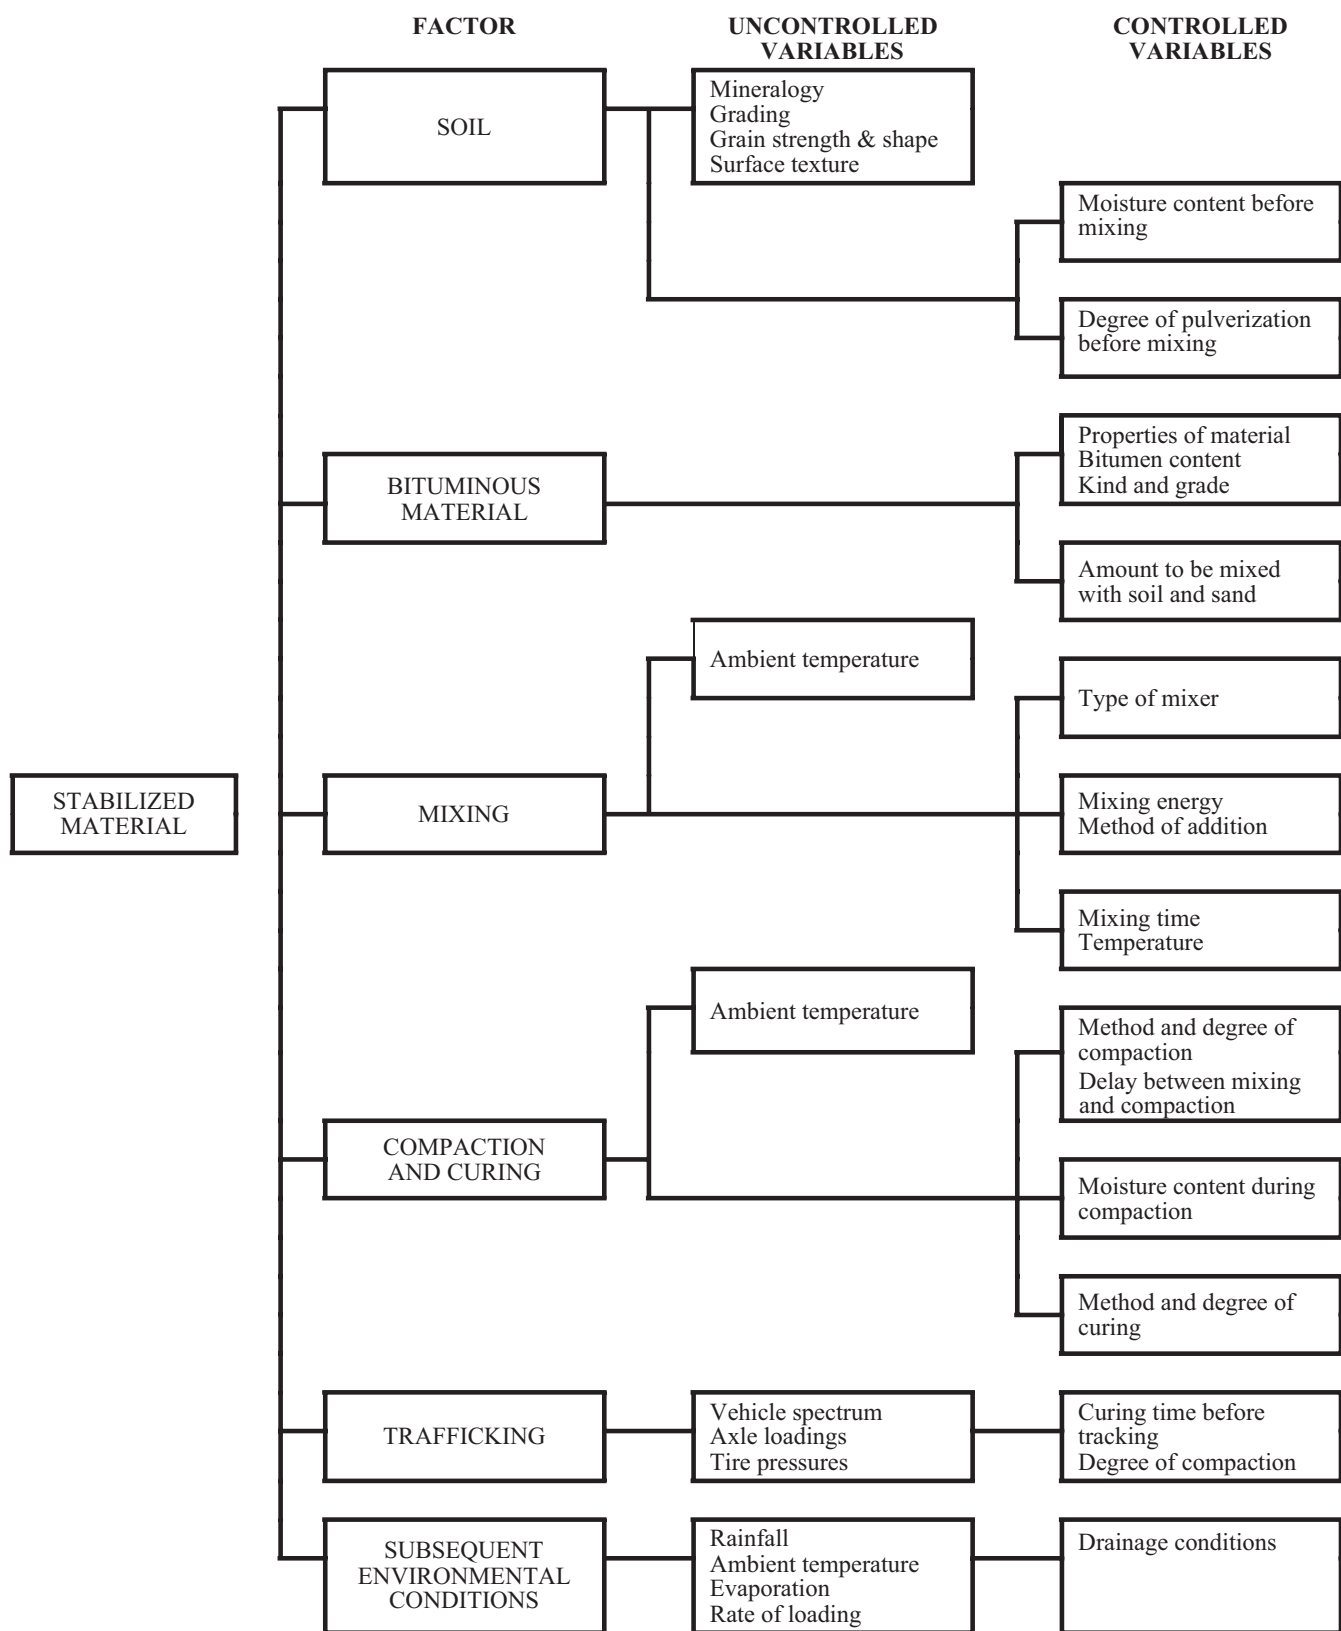 FACTOR
UNCONTROLLED
VARIABLES
CONTROLLED
VARIABLES
SOIL
Mineralogy
Grading
Grain strength & shape
Surface texture
Moisture content before
mixing
Degree of pulverization
before mixing
BITUMINOUS
MATERIAL
Properties of material
Bitumen content
Kind and grade
Amount to be mixed
with soil and sand
Ambient temperature
Type of mixer
STABILIZED
MATERIAL
MIXING
Mixing energy
Method of addition
Mixing time
Temperature
Ambient temperature
Method and degree of
compaction
Delay between mixing
and compaction
COMPACTION
AND CURING
Moisture content during
compaction
Method and degree of
curing
TRAFFICKING
Vehicle spectrum
Axle loadings
Tire pressures
Curing time before
tracking
Degree of compaction
SUBSEQUENT
ENVIRONMENTAL
CONDITIONS
Rainfall
Ambient temperature
Evaporation
Rate of loading
Drainage conditions